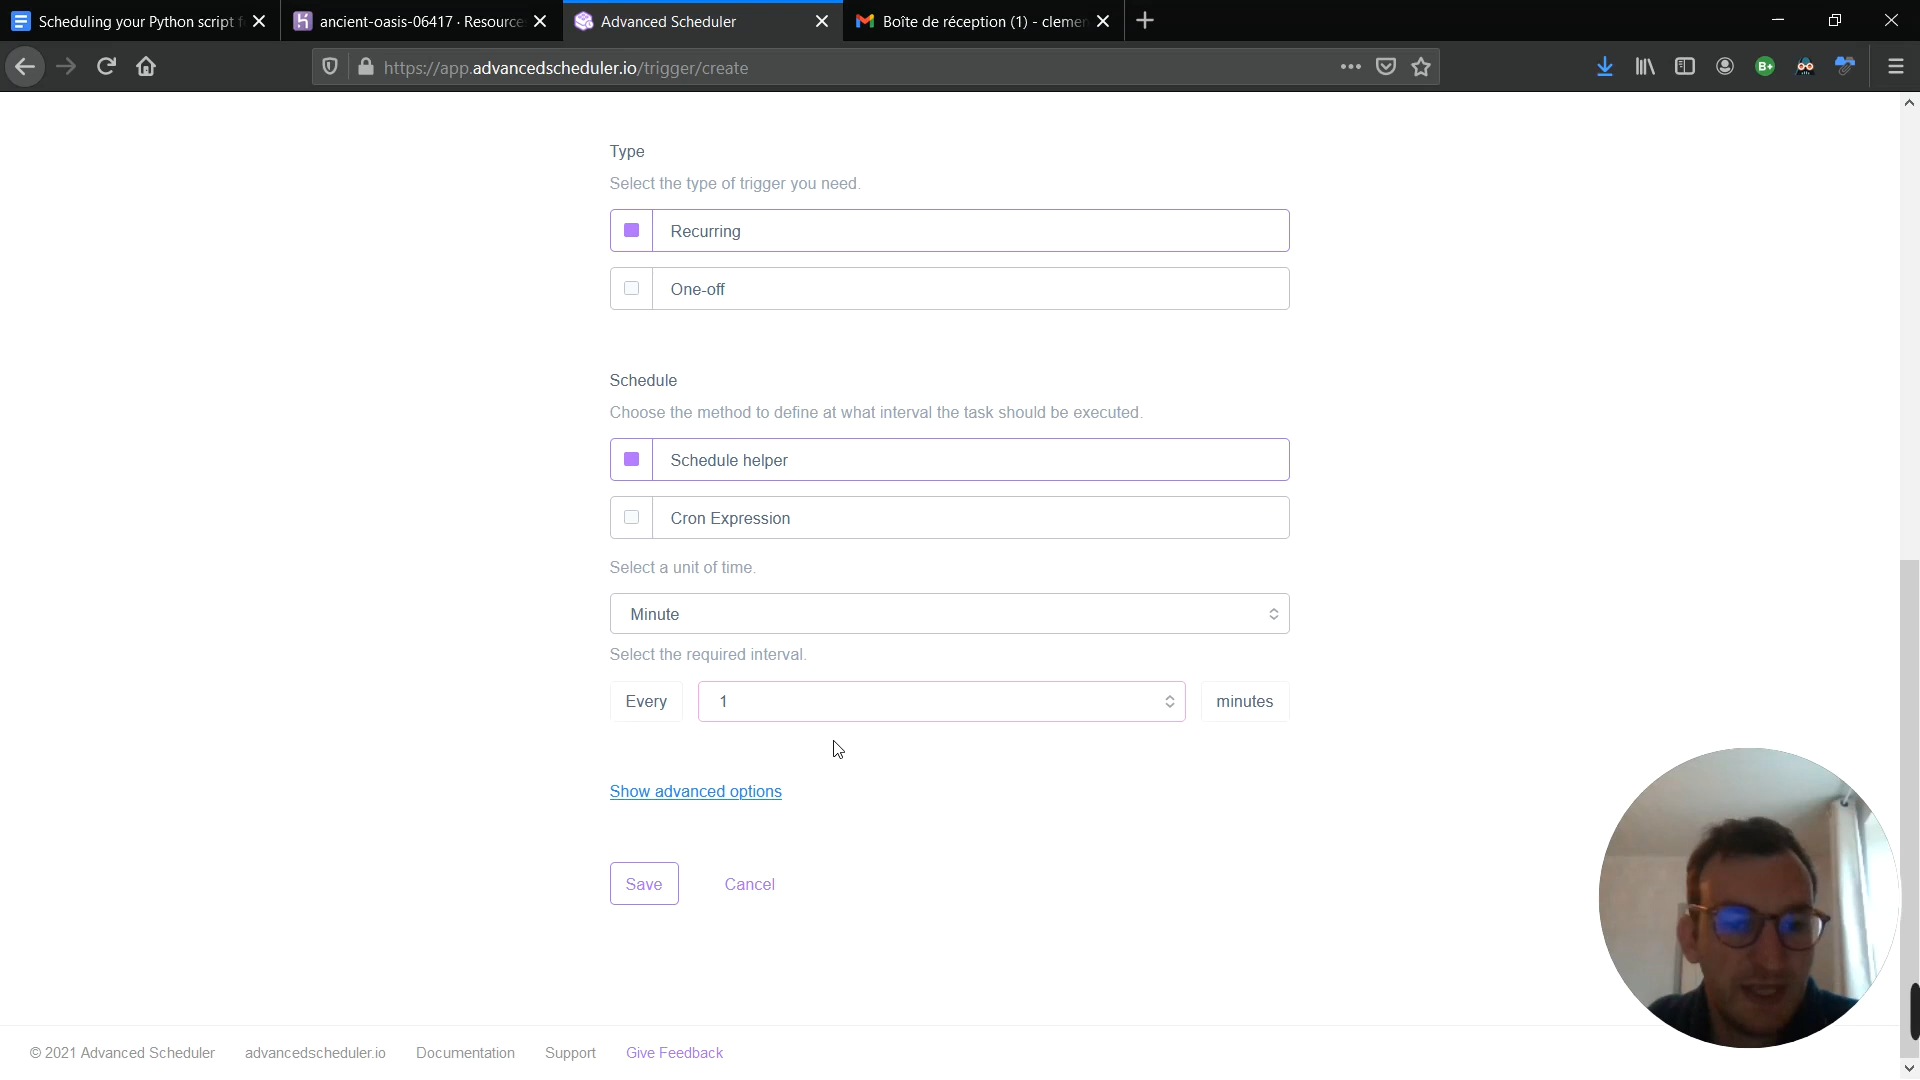 Scheduling your Python script f
ancient-oasis-06417 · Resource
Advanced Scheduler
Boîte de réception (1) - clemen
https://app.advancedscheduler.io/trigger/create
Type
Select the type of trigger you need.
Recurring
One-off
Schedule
Choose the method to define at what interval the task should be executed.
Schedule helper
Cron Expression
Select a unit of time.
Minute
Select the required interval.
Every 1 minutes
Show advanced options
Save Cancel
© 2021 Advanced Scheduler advancedscheduler.io Documentation Support Give Feedback